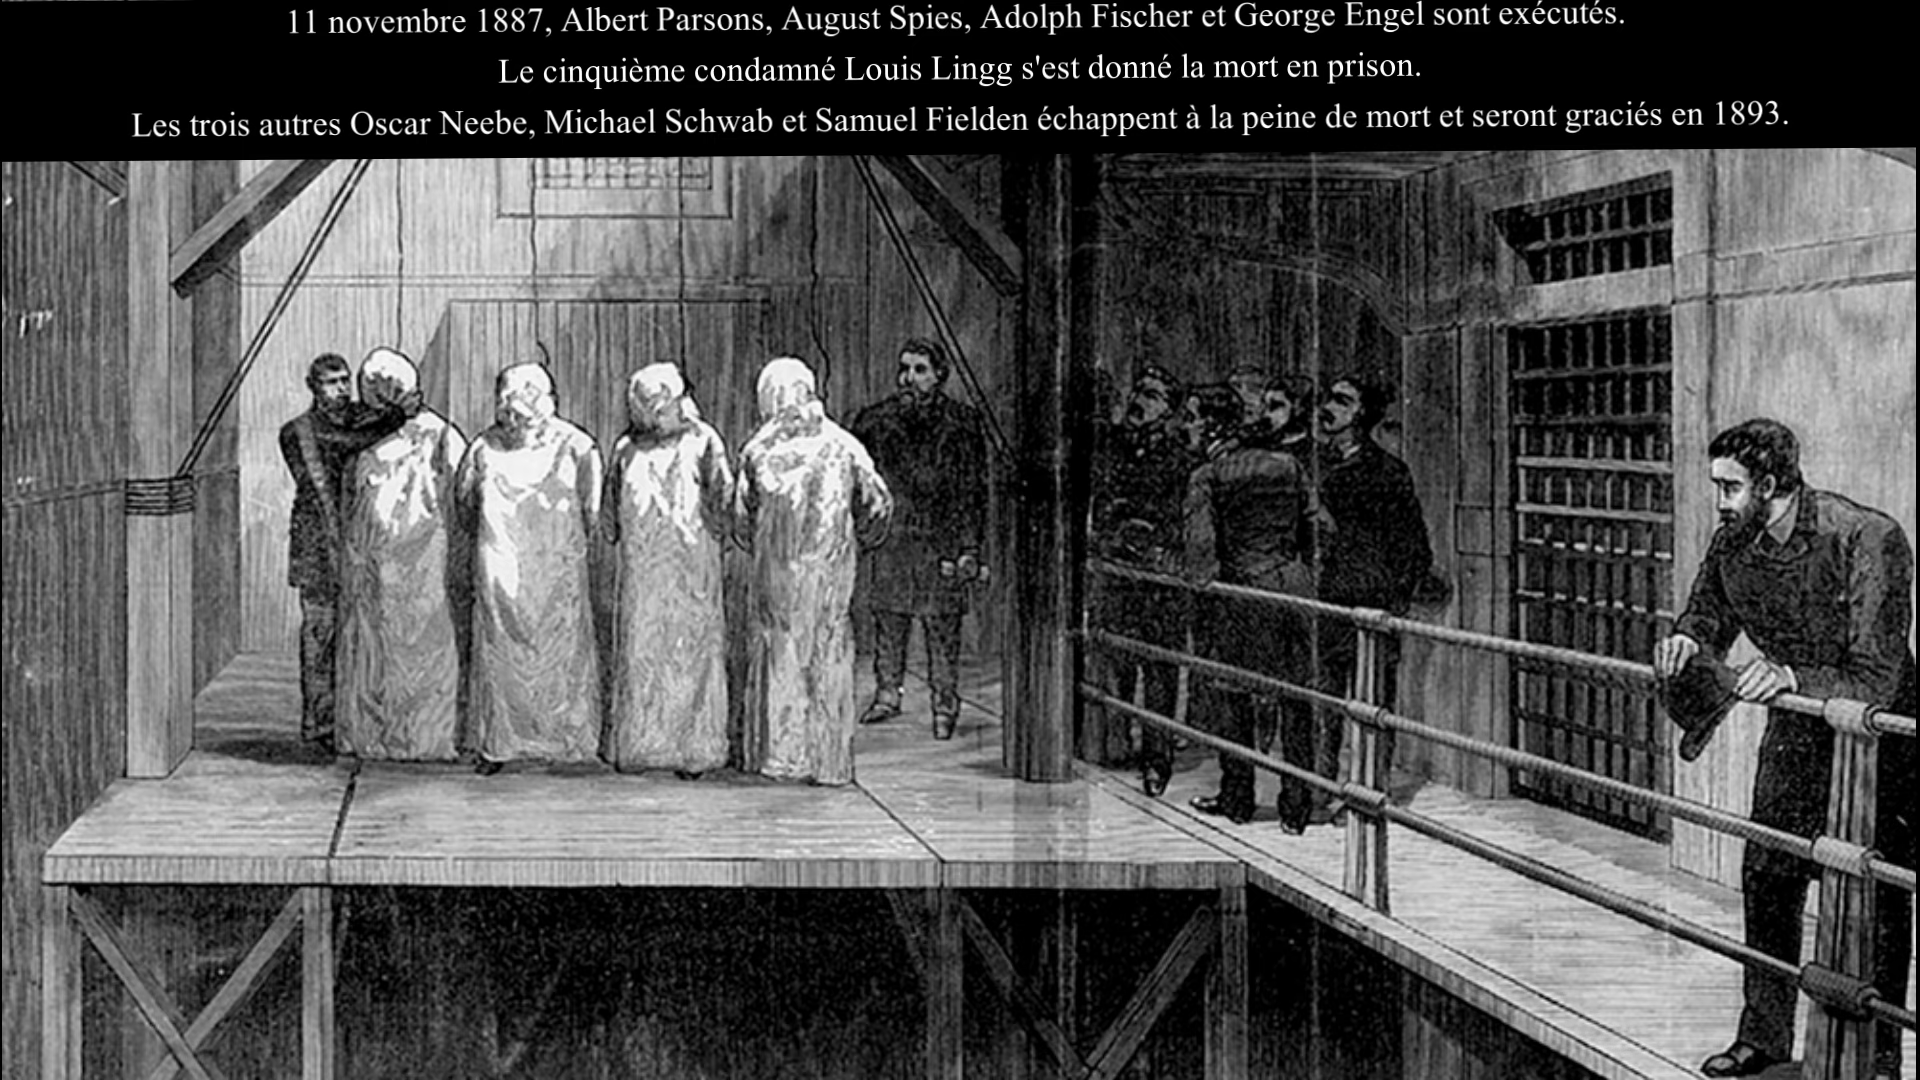 11 novembre 1887, Albert Parsons, August Spies, Adolph Fischer et George Engel sont exécutés.
Le cinquième condamné Louis Lingg s'est donné la mort en prison.
Les trois autres Oscar Neebe, Michael Schwab et Samuel Fielden échappent à la peine de mort et seront graciés en 1893.